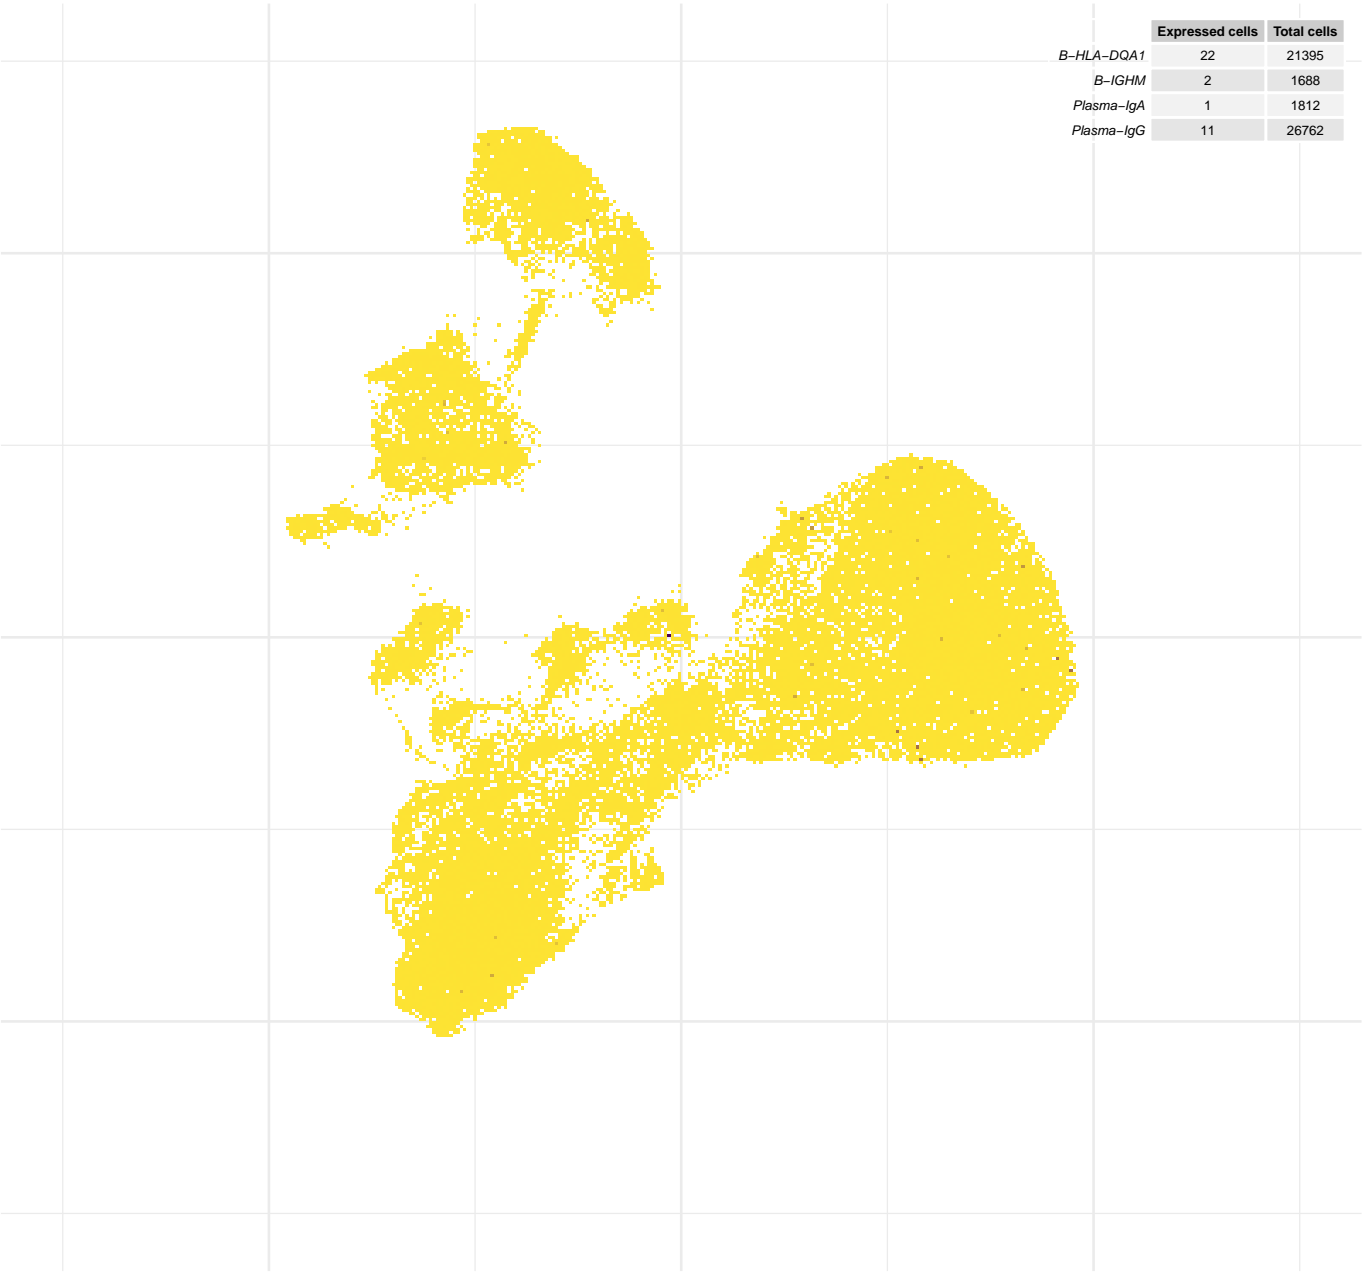 Expressed cells Total cells
B−HLA−DQA1 22 21395
B−IGHM 2 1688
Plasma−IgA 1 1812
Plasma−IgG 11 26762